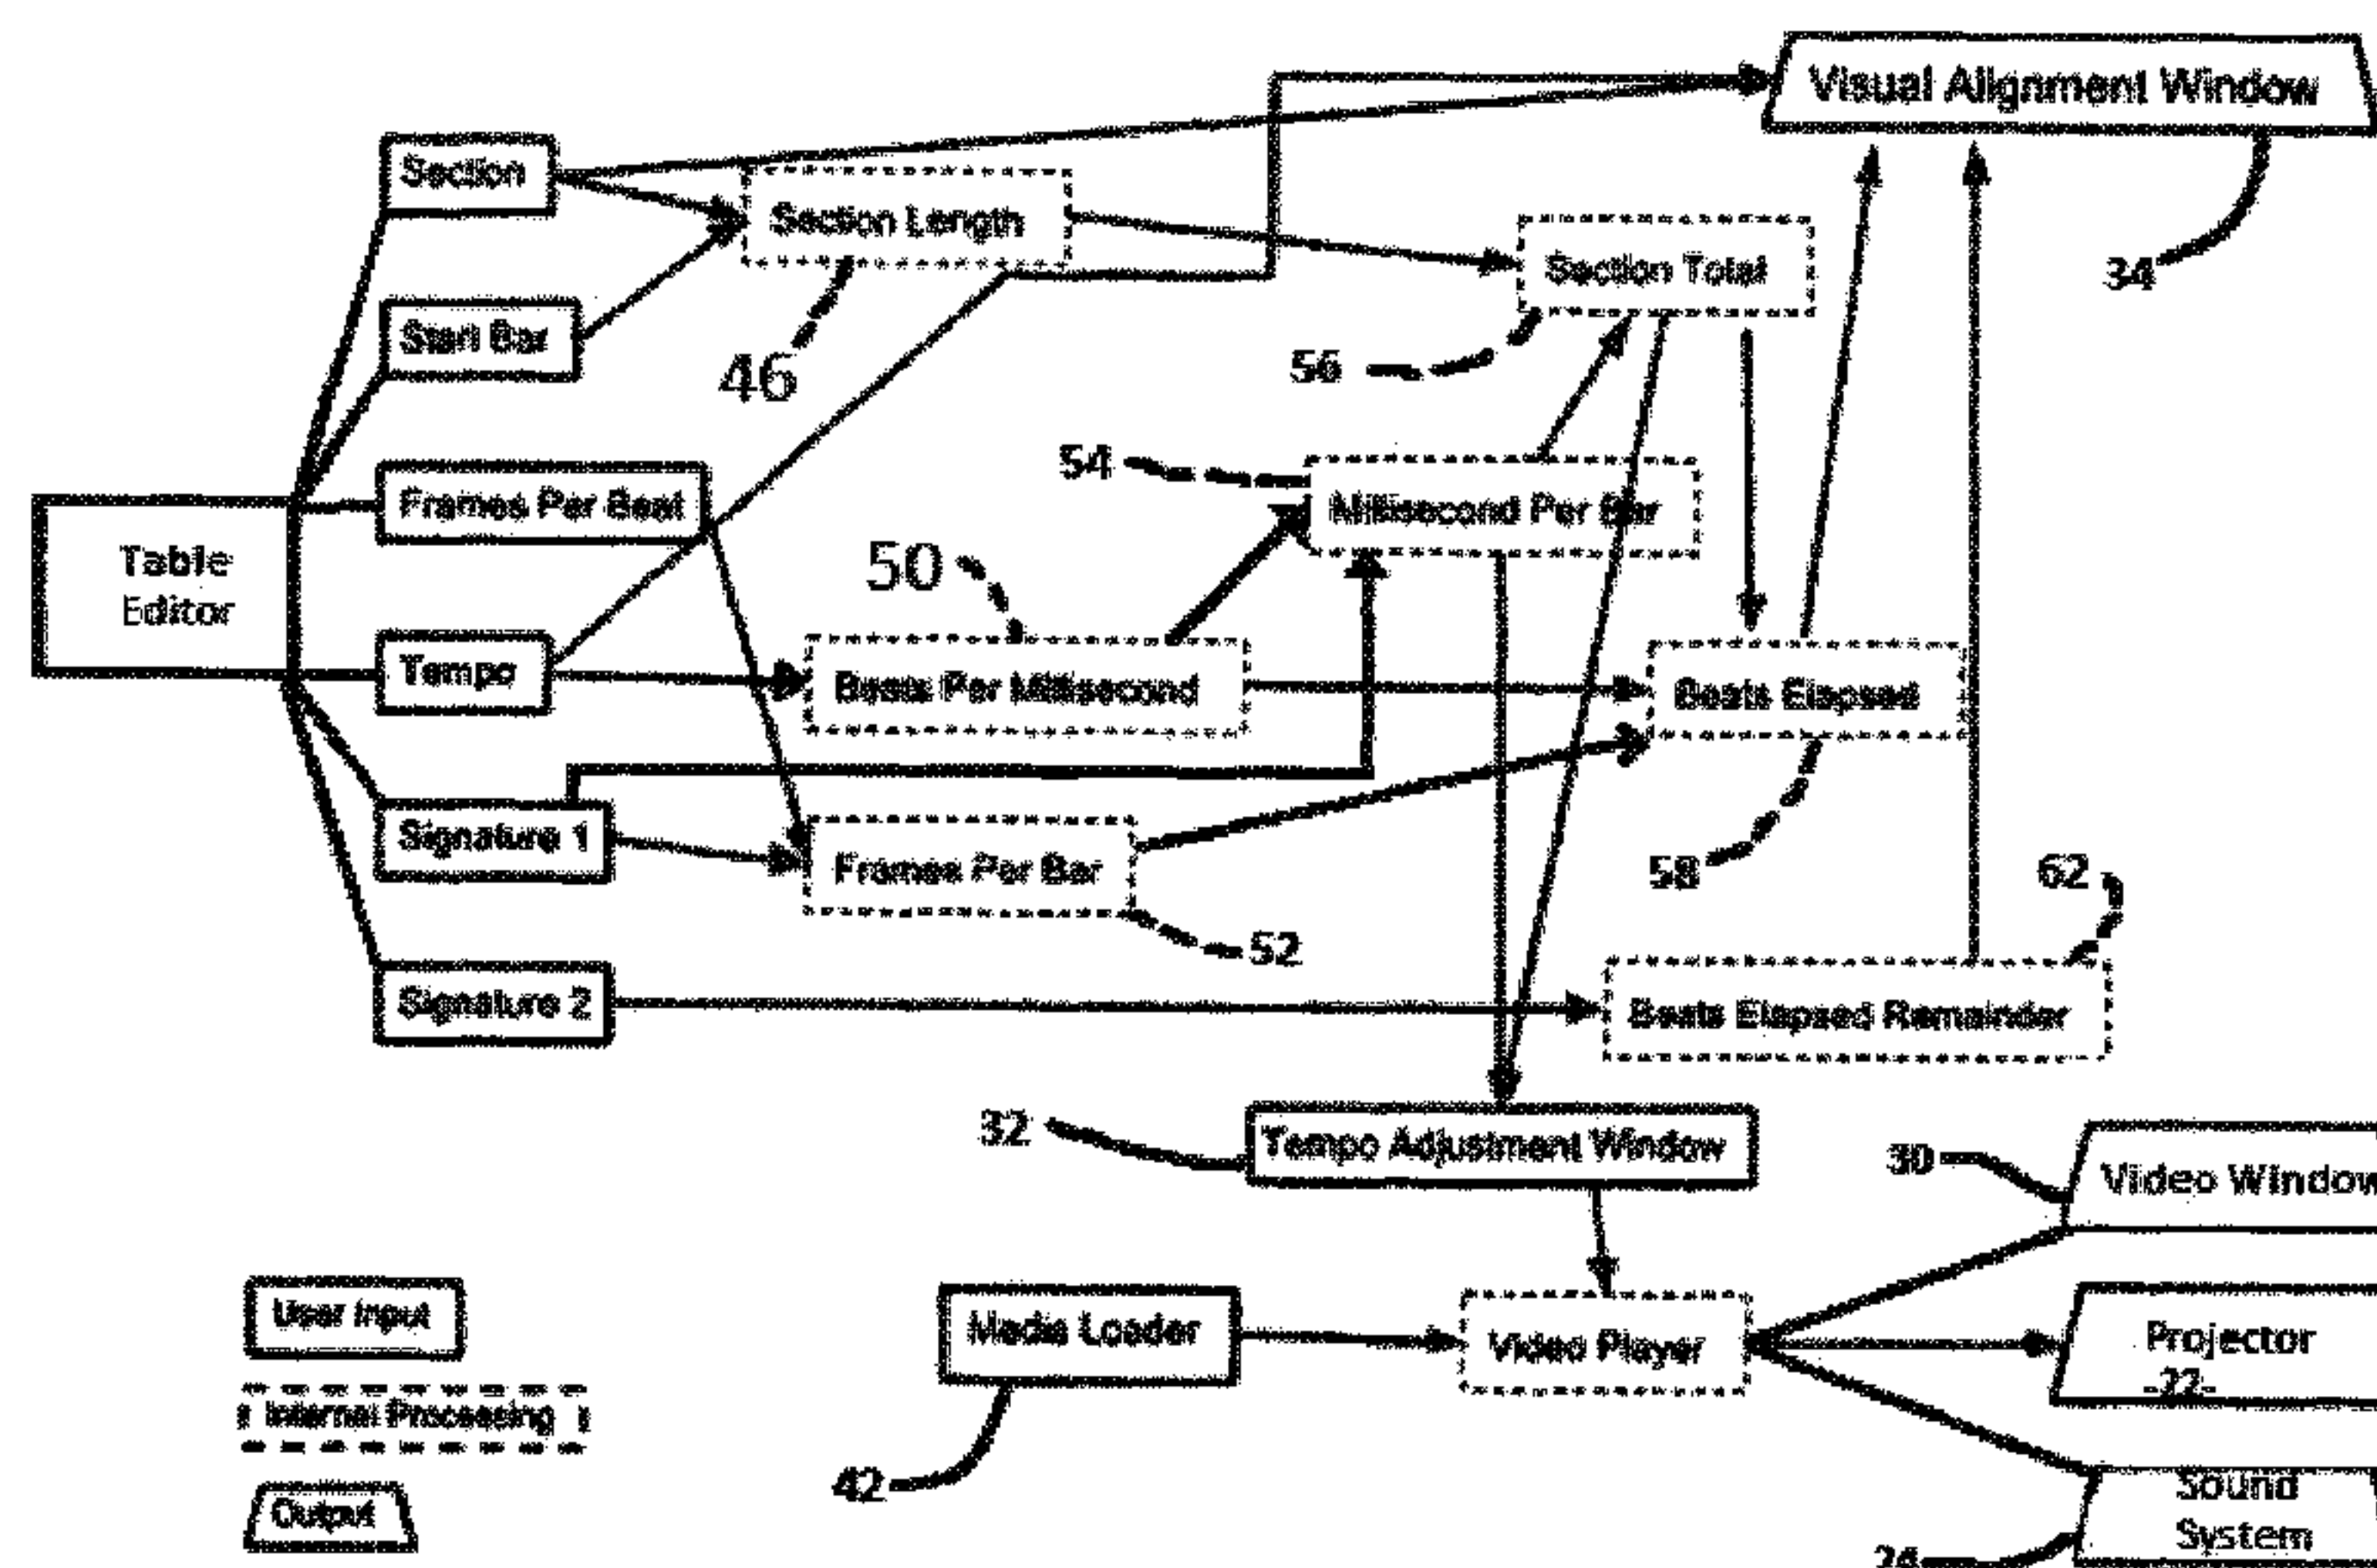 Visual Alignment Window
34
Section
Section Length
46
Section Total
56
Start Bar
54
Millisecond Per Bar
Frames Per Beat
Table
Editor
50
Tempo
Beats Per Millisecond
Beats Elapsed
58
Signature 1
Frames Per Bar
52
62
Signature 2
Beats Elapsed Remainder
32
Tempo Adjustment Window
30
Video Window
User Input
Media Loader
42
Video Player
Projector
-22-
Internal Processing
Output
Sound
System
24